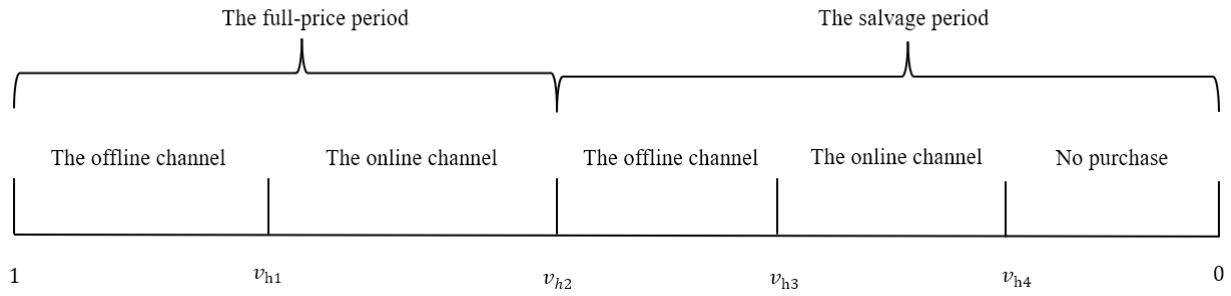 The full-price period The salvage period
The offline channel The online channel The offline channel The online channel No purchase
1 v_h1 v_h2 v_h3 v_h4 0